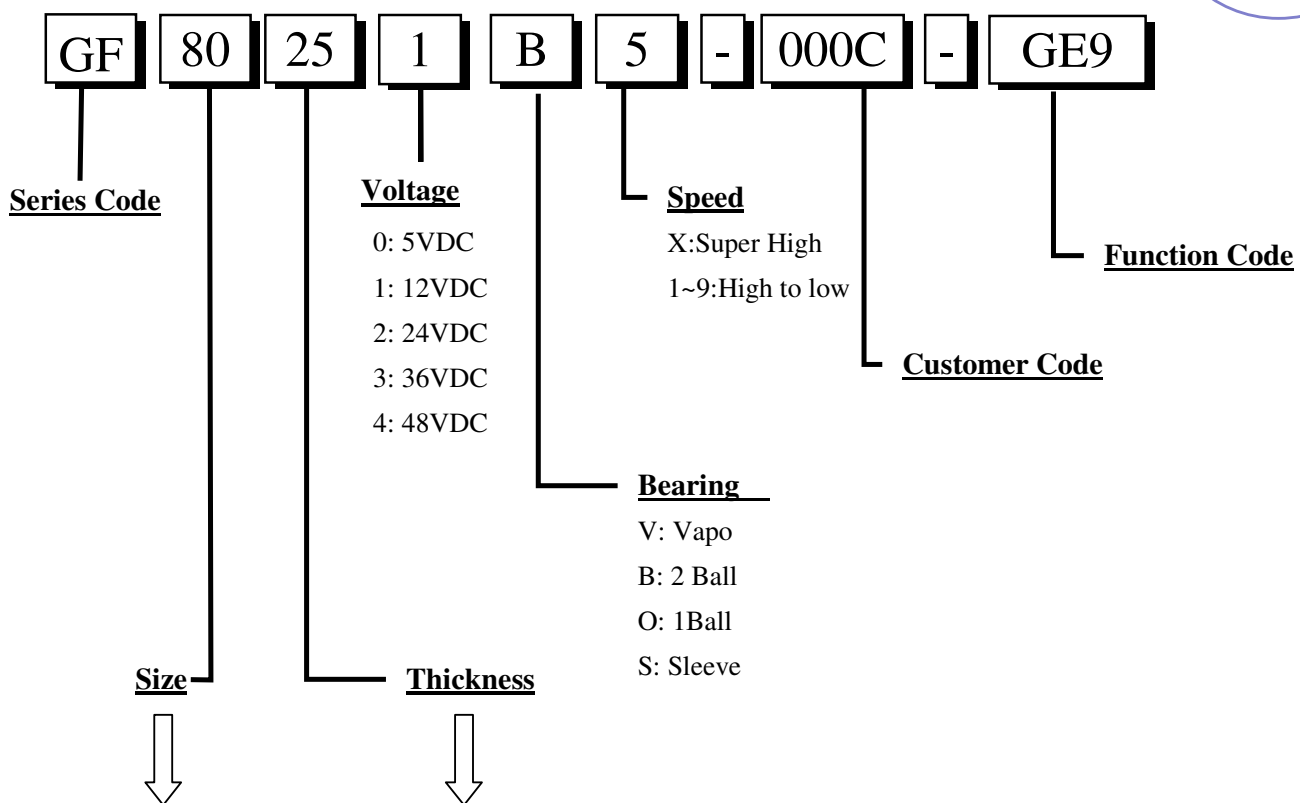 GF 80 25 1 B 5 - 000C - GE9
Series Code
Voltage
0: 5VDC
1: 12VDC
2: 24VDC
3: 36VDC
4: 48VDC
Speed
X:Super High
1~9:High to low
Function Code
Customer Code
Bearing
V: Vapo
B: 2 Ball
O: 1Ball
S: Sleeve
Size
Thickness